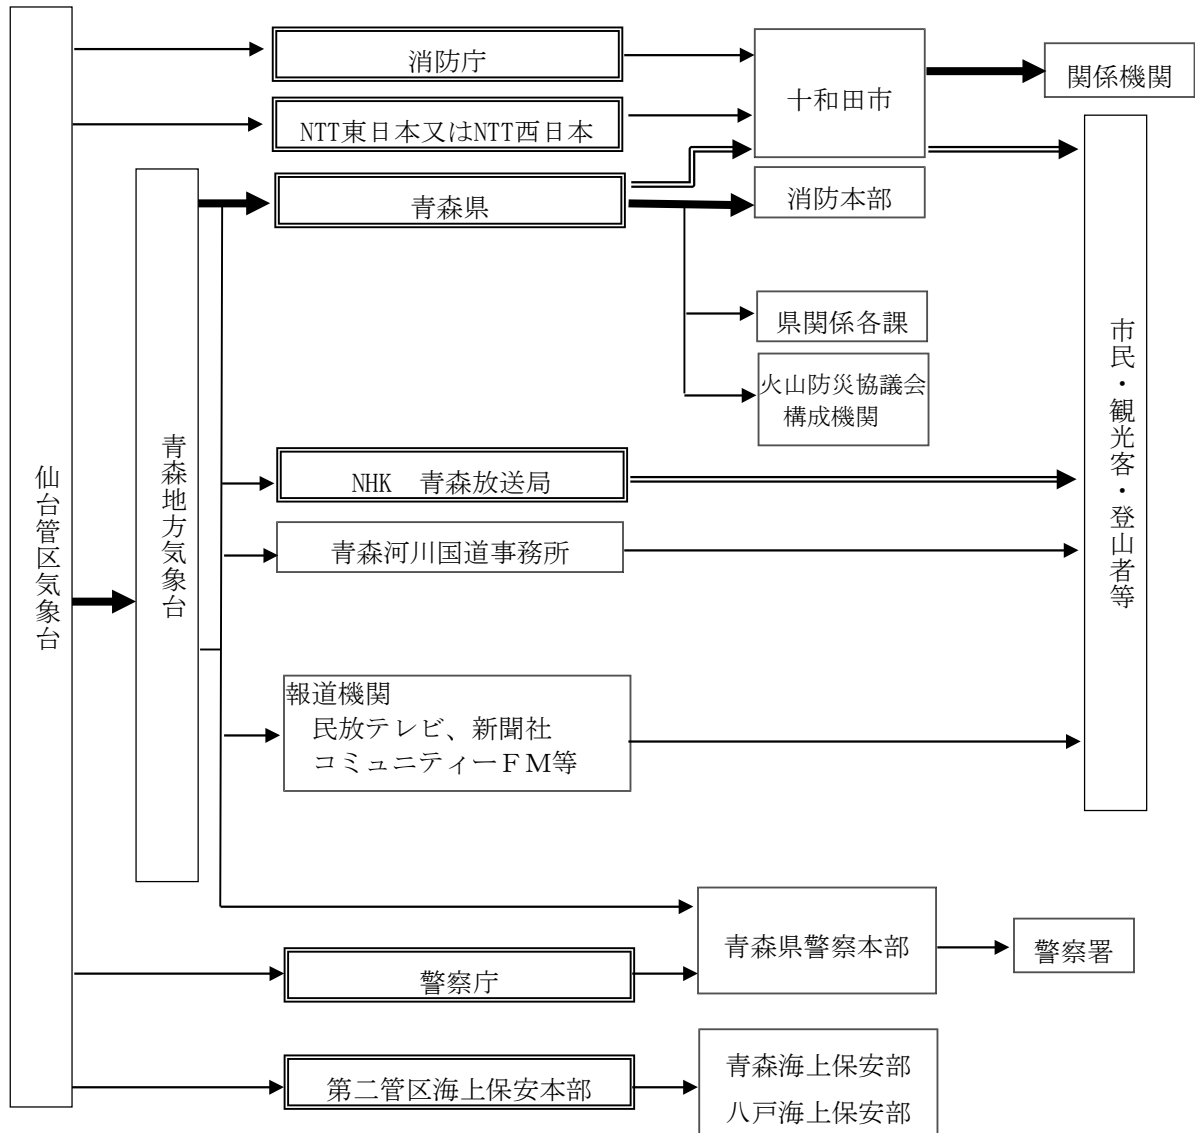 消防庁
十和田市
関係機関
NTT東日本又はNTT西日本
青森県
消防本部
県関係各課
火山防災協議会
構成機関
市民・観光客・登山者等
仙台管区気象台
青森地方気象台
NHK 青森放送局
青森河川国道事務所
報道機関
民放テレビ、新聞社
コミュニティーＦＭ等
青森県警察本部
警察署
警察庁
第二管区海上保安本部
青森海上保安部
八戸海上保安部